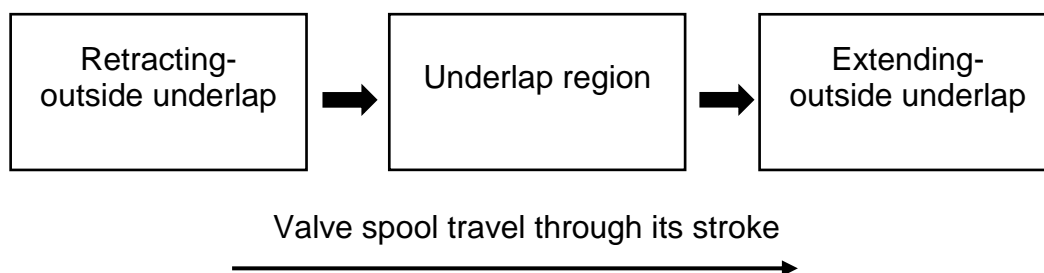 Retracting-
outside underlap
Underlap region
Extending-
outside underlap
Valve spool travel through its stroke